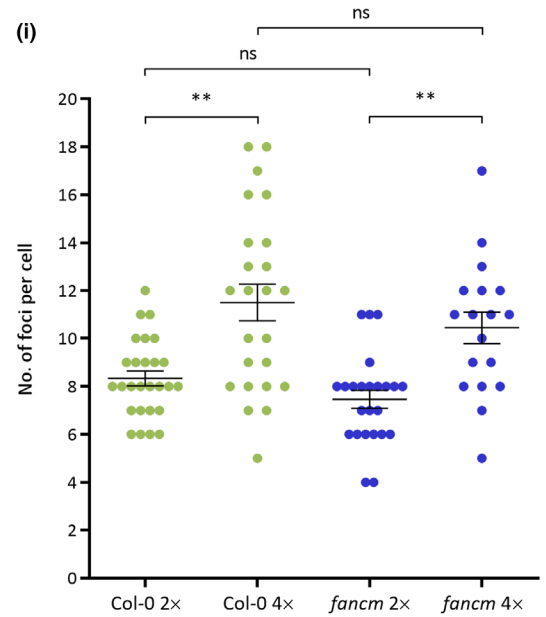 (i)
ns
ns
**
**
No. of foci per cell
20
18
16
14
12
10
8
6
4
2
0
Col-0 2×
Col-0 4×
fancm 2×
fancm 4×